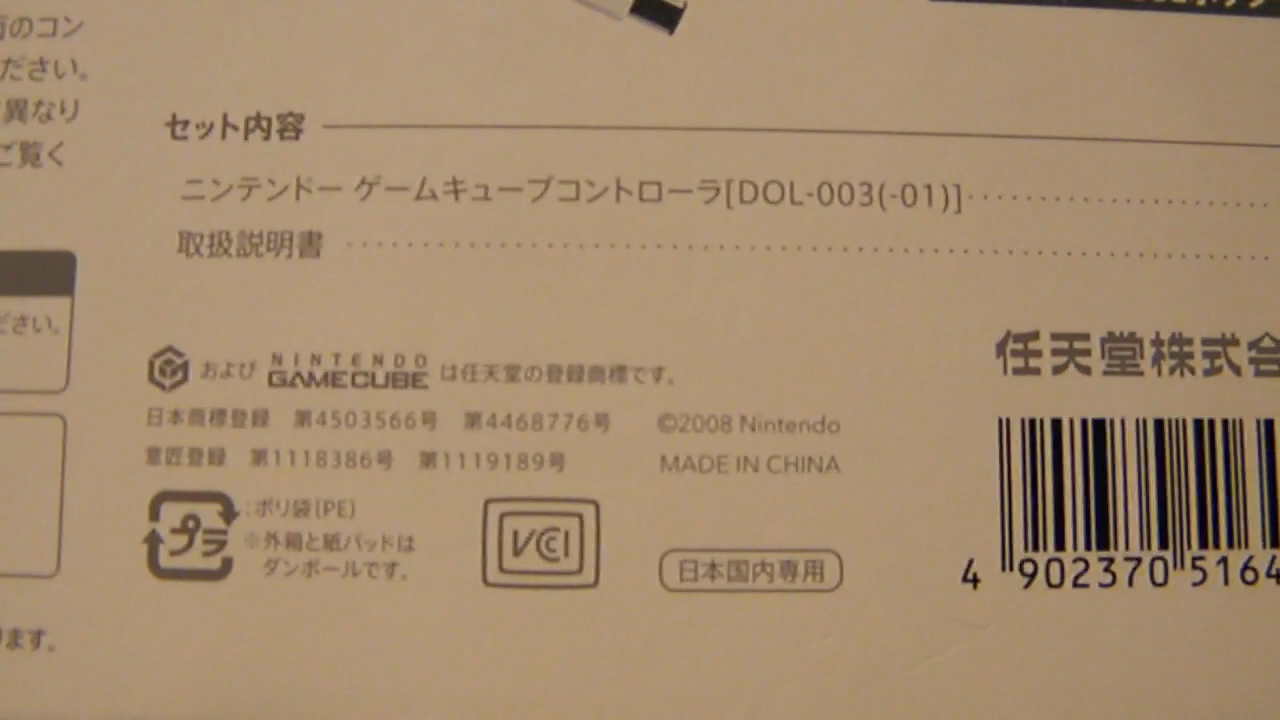 のコン
ださい。
異なり
ご覧く
セット内容
ニンテンドー ゲームキューブコントローラ[DOL-003(-01)]
取扱説明書
ださい。
および NINTENDO GAMECUBE は任天堂の登録商標です。
日本商標登録 第4503566号 第4468776号
意匠登録 第1118386号 第1119189号
©2008 Nintendo
MADE IN CHINA
プラ :ポリ袋(PE)
※外箱と紙パッドは
ダンボールです。
VCCI
日本国内専用
任天堂株式会
4 902370 5164
ります。